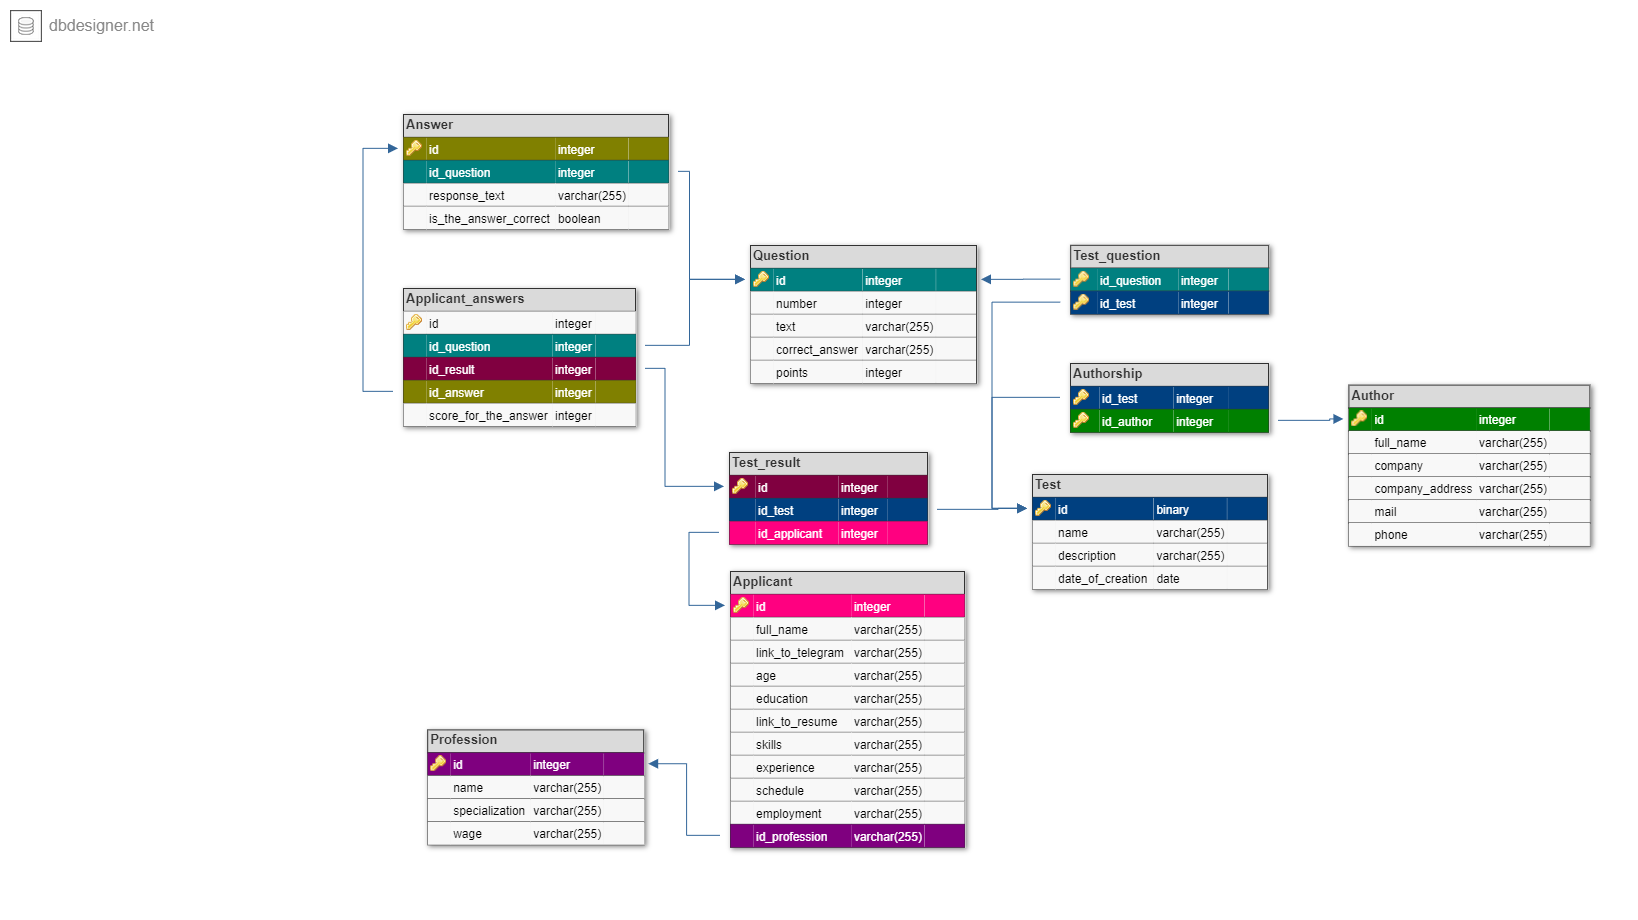 dbdesigner.net
Answer
id integer
id_question integer
response_text varchar(255)
is_the_answer_correct boolean
Applicant_answers
id integer
id_question integer
id_result integer
id_answer integer
score_for_the_answer integer
Question
id integer
number integer
text varchar(255)
correct_answer varchar(255)
points integer
Test_question
id_question integer
id_test integer
Authorship
id_test integer
id_author integer
Author
id integer
full_name varchar(255)
company varchar(255)
company_address varchar(255)
mail varchar(255)
phone varchar(255)
Test_result
id integer
id_test integer
id_applicant integer
Test
id binary
name varchar(255)
description varchar(255)
date_of_creation date
Applicant
id integer
full_name varchar(255)
link_to_telegram varchar(255)
age varchar(255)
education varchar(255)
link_to_resume varchar(255)
skills varchar(255)
experience varchar(255)
schedule varchar(255)
employment varchar(255)
id_profession varchar(255)
Profession
id integer
name varchar(255)
specialization varchar(255)
wage varchar(255)